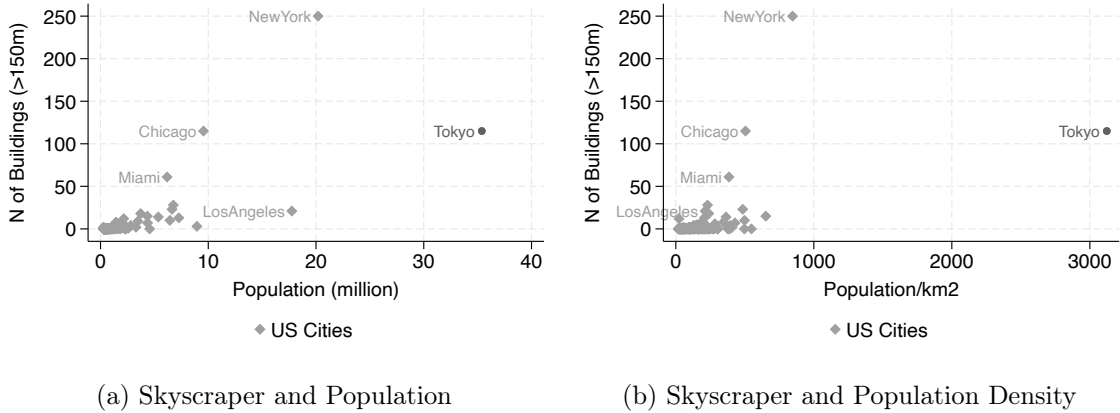 N of Buildings (>150m)
250
200
150
100
50
0
NewYork
Chicago
Tokyo
Miami
LosAngeles
0 10 20 30 40
Population (million)
US Cities
(a) Skyscraper and Population
N of Buildings (>150m)
250
200
150
100
50
0
NewYork
Chicago
Tokyo
Miami
LosAngeles
0 1000 2000 3000
Population/km2
US Cities
(b) Skyscraper and Population Density